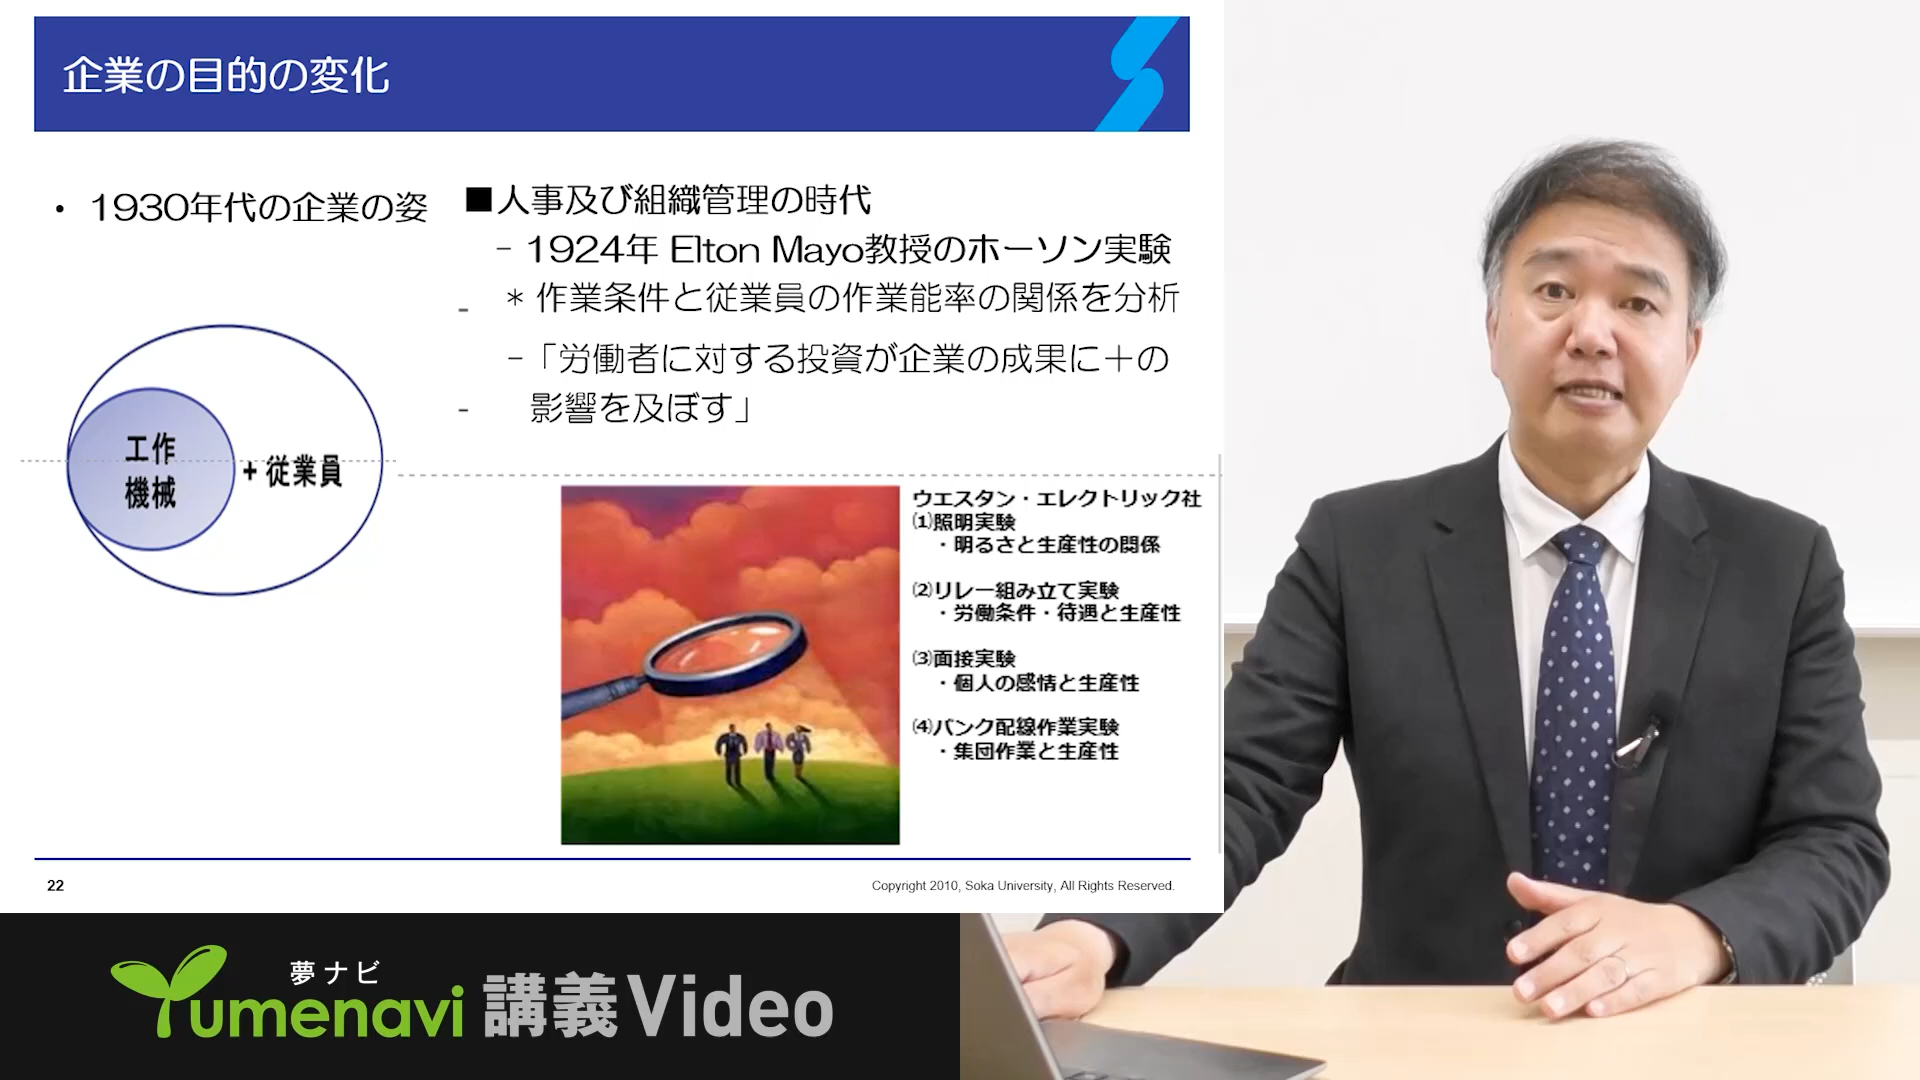 企業の目的の変化
• 1930年代の企業の姿
■人事及び組織管理の時代
- 1924年 Elton Mayo教授のホーソン実験
* 作業条件と従業員の作業能率の関係を分析
-「労働者に対する投資が企業の成果に＋の
影響を及ぼす」
工作
機械
+ 従業員
ウエスタン・エレクトリック社
⑴照明実験
・明るさと生産性の関係
⑵リレー組み立て実験
・労働条件・待遇と生産性
⑶面接実験
・個人の感情と生産性
⑷バンク配線作業実験
・集団作業と生産性
22
Copyright 2010, Soka University, All Rights Reserved.
夢ナビ
Yumenavi 講義Video